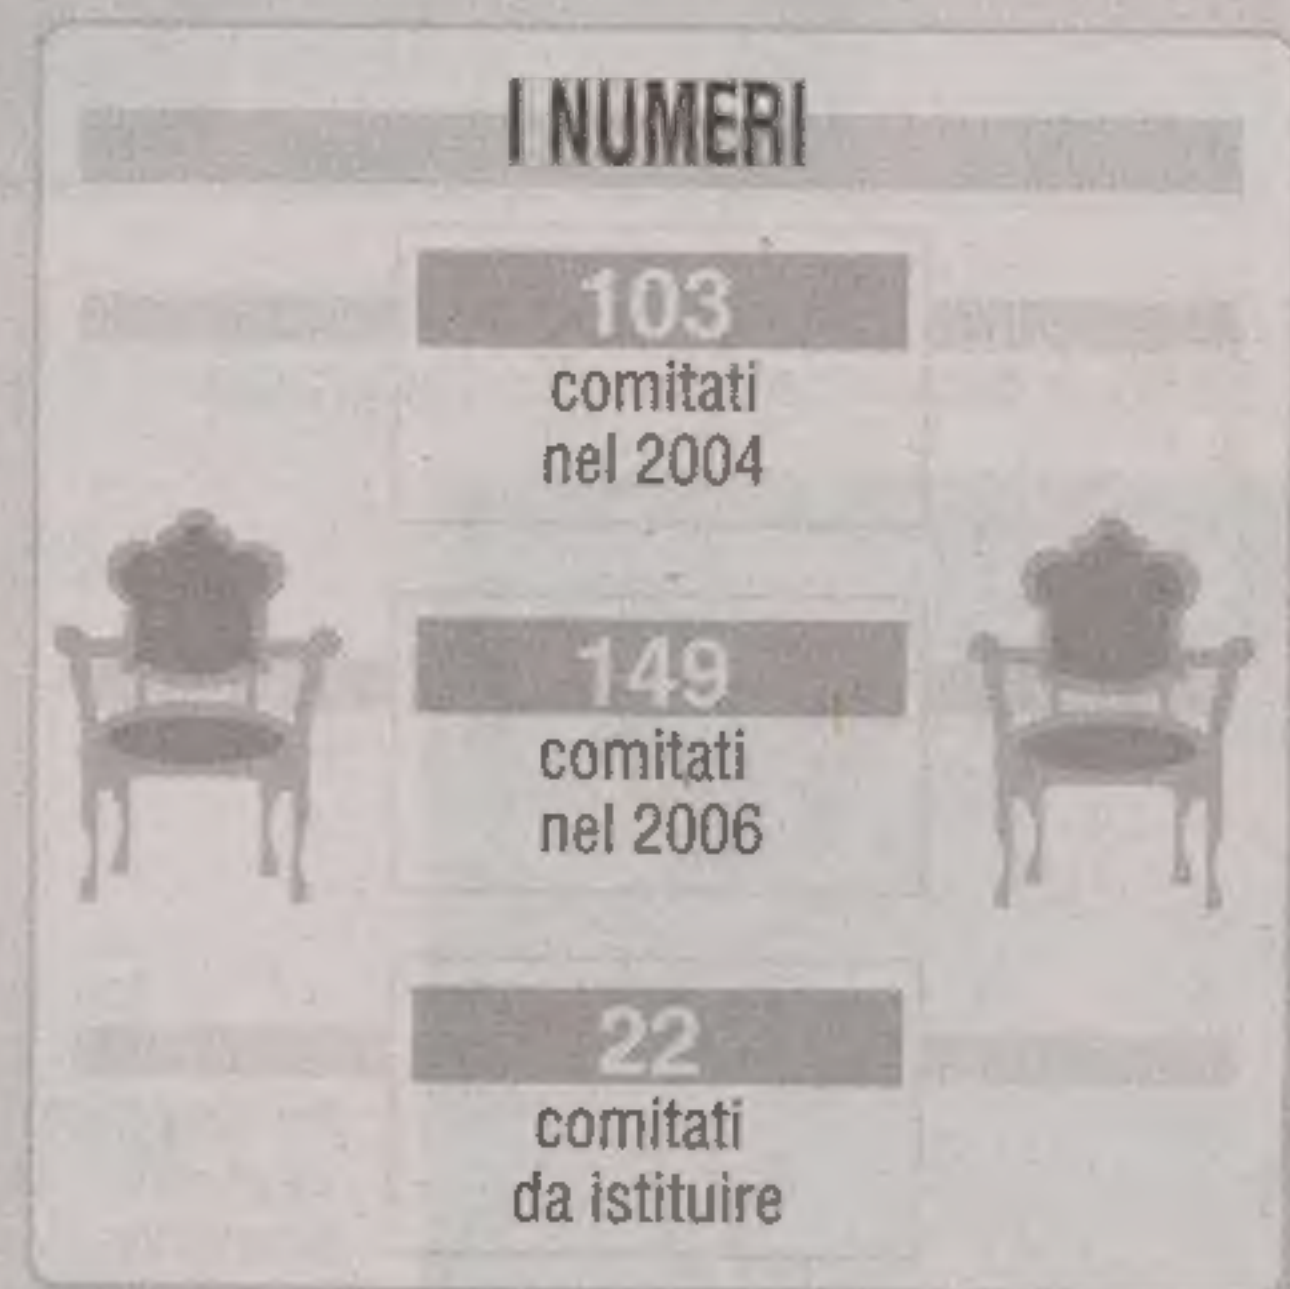 I NUMERI
103
comitati
nel 2004
149
comitati
nel 2006
22
comitati
da istituire